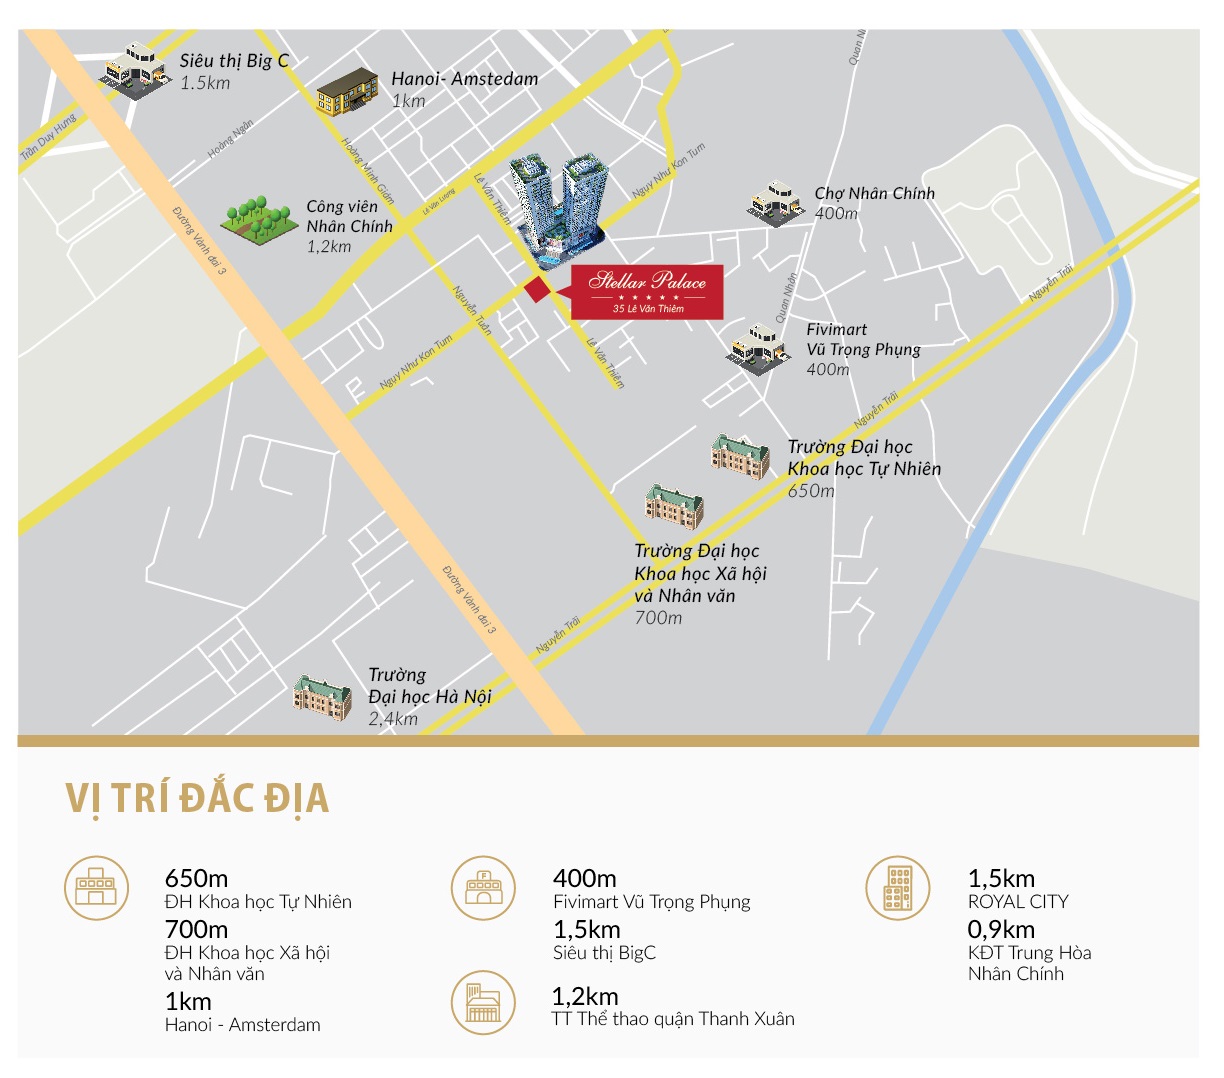 Siêu thị Big C
1.5km
Hanoi- Amstedam
1km
Quan N
Trần Duy Hưng
Hoàng Ngân
Hoàng Minh Giám
Công viên
Nhân Chính
1,2km
Đường Vành đai 3
Lê Văn Lương
Lê Văn Thiêm
Ngụy Như Kon Tum
Chợ Nhân Chính
400m
Stellar Palace
35 Lê Văn Thiêm
Quan Nhân
Nguyễn Trãi
Nguyễn Tuân
Ngụy Như Kon Tum
Lê Văn Thiêm
Fivimart
Vũ Trọng Phụng
400m
Nguyễn Trãi
Trường Đại học
Khoa học Tự Nhiên
650m
Trường Đại học
Khoa học Xã hội
và Nhân văn
700m
Đường Vành đai 3
Nguyễn Trãi
Trường
Đại học Hà Nội
2,4km
VỊ TRÍ ĐẮC ĐỊA
650m
ĐH Khoa học Tự Nhiên
700m
ĐH Khoa học Xã hội
và Nhân văn
1km
Hanoi - Amsterdam
F
400m
Fivimart Vũ Trọng Phụng
1,5km
Siêu thị BigC
1,2km
TT Thể thao quận Thanh Xuân
1,5km
ROYAL CITY
0,9km
KĐT Trung Hòa
Nhân Chính